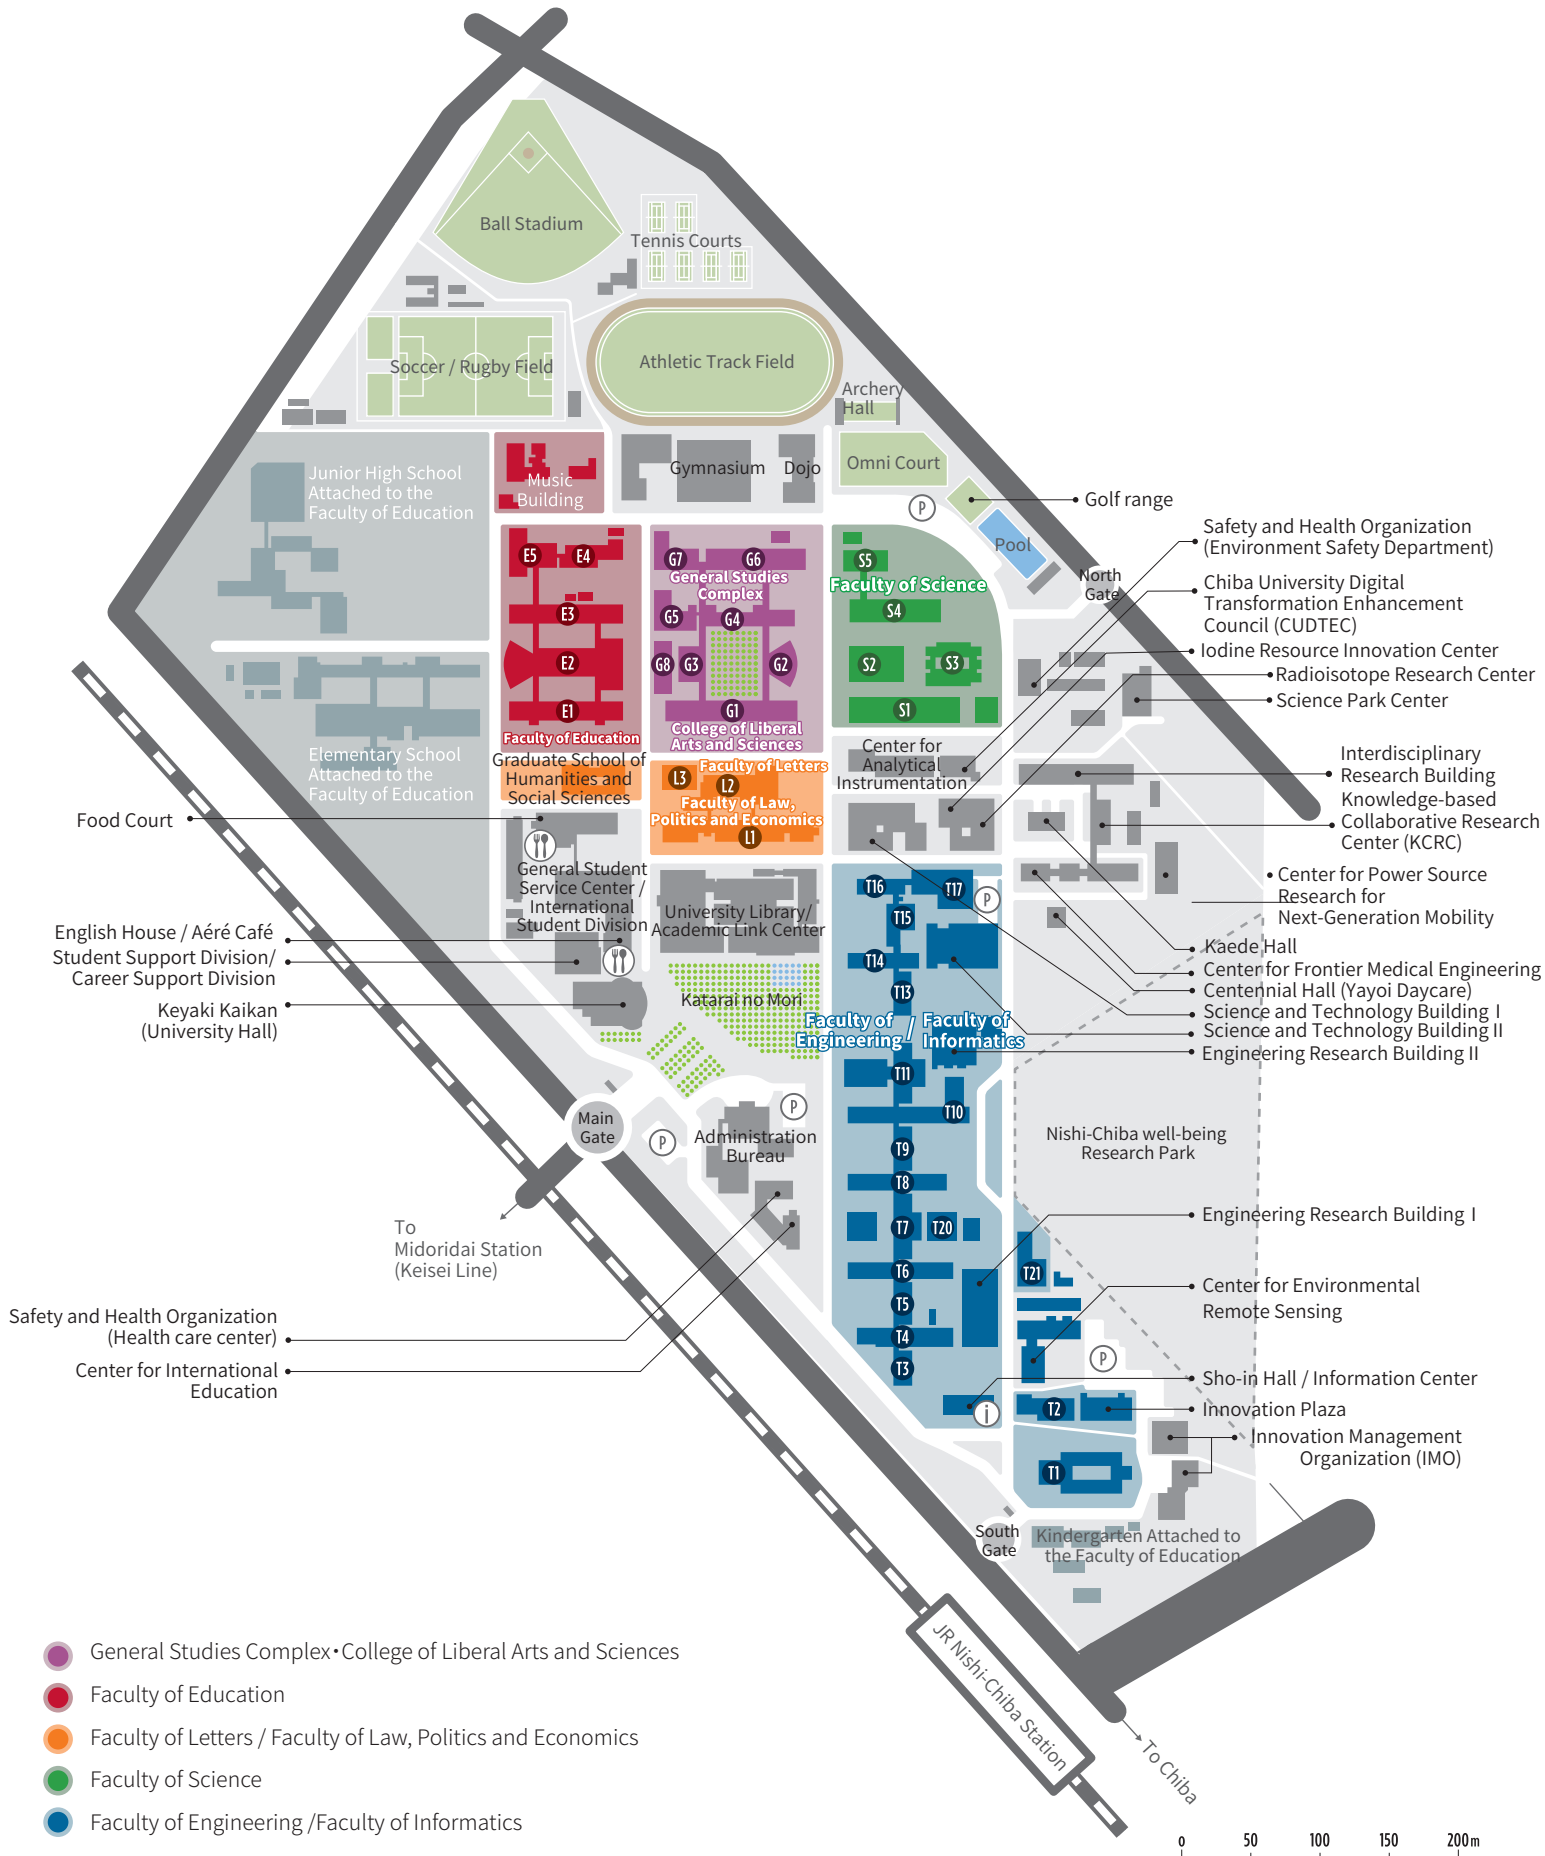 Ball Stadium
Tennis Courts
Soccer / Rugby Field
Athletic Track Field
Archery
Hall
Junior High School
Attached to the
Faculty of Education
Music
Building
Gymnasium
Dojo
Omni Court
P
Golf range
Pool
North
Gate
Safety and Health Organization
(Environment Safety Department)
Chiba University Digital
Transformation Enhancement
Council (CUDTEC)
Iodine Resource Innovation Center
Radioisotope Research Center
Science Park Center
Interdisciplinary
Research Building
Knowledge-based
Collaborative Research
Center (KCRC)
Center for Power Source
Research for
Next-Generation Mobility
Kaede Hall
Center for Frontier Medical Engineering
Centennial Hall (Yayoi Daycare)
Science and Technology Building I
Science and Technology Building II
Engineering Research Building II
E5
E4
E3
E2
E1
Faculty of Education
G7
G6
General Studies
Complex
G5
G4
G8
G3
G2
G1
College of Liberal
Arts and Sciences
S5
Faculty of Science
S4
S2
S3
S1
Elementary School
Attached to the
Faculty of Education
Graduate School of
Humanities and
Social Sciences
L3
Faculty of Letters
L2
Faculty of Law,
Politics and Economics
L1
Center for
Analytical
Instrumentation
Food Court
General Student
Service Center /
International
Student Division
University Library/
Academic Link Center
English House / Aéré Café
Student Support Division/
Career Support Division
Keyaki Kaikan
(University Hall)
Katarai no Mori
T16
T17
P
T15
T14
T13
Faculty of
Engineering
/
Faculty of
Informatics
T11
T10
T9
T8
T7
T20
T6
T5
T4
T3
T21
T2
T1
Main
Gate
P
P
Administration
Bureau
To
Midoridai Station
(Keisei Line)
Safety and Health Organization
(Health care center)
Center for International
Education
Nishi-Chiba well-being
Research Park
Engineering Research Building I
Center for Environmental
Remote Sensing
P
Sho-in Hall / Information Center
i
Innovation Plaza
Innovation Management
Organization (IMO)
South
Gate
Kindergarten Attached to
the Faculty of Education
JR Nishi-Chiba Station
To Chiba
General Studies Complex・College of Liberal Arts and Sciences
Faculty of Education
Faculty of Letters / Faculty of Law, Politics and Economics
Faculty of Science
Faculty of Engineering /Faculty of Informatics
0 50 100 150 200m